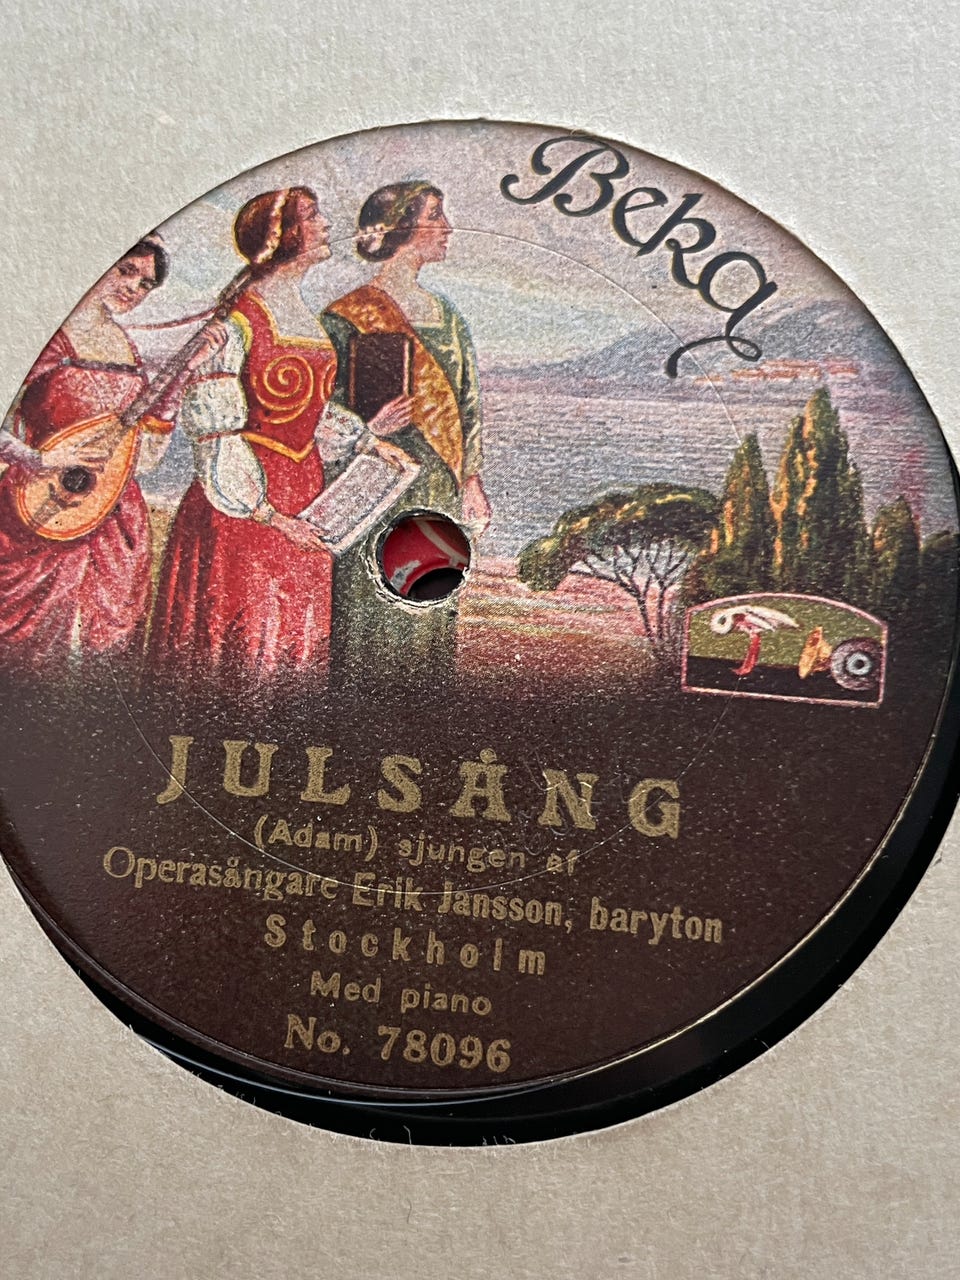 Beka
JULSÅNG
(Adam) sjungen af
Operasångare Erik Jansson, baryton
Stockholm
Med piano
No. 78096